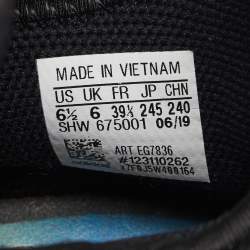 MADE IN VIETNAM
US UK FR JP CHN
6½ 6 39⅓ 245 240
SHW 675001 06/19
ART EG7836
#123110262